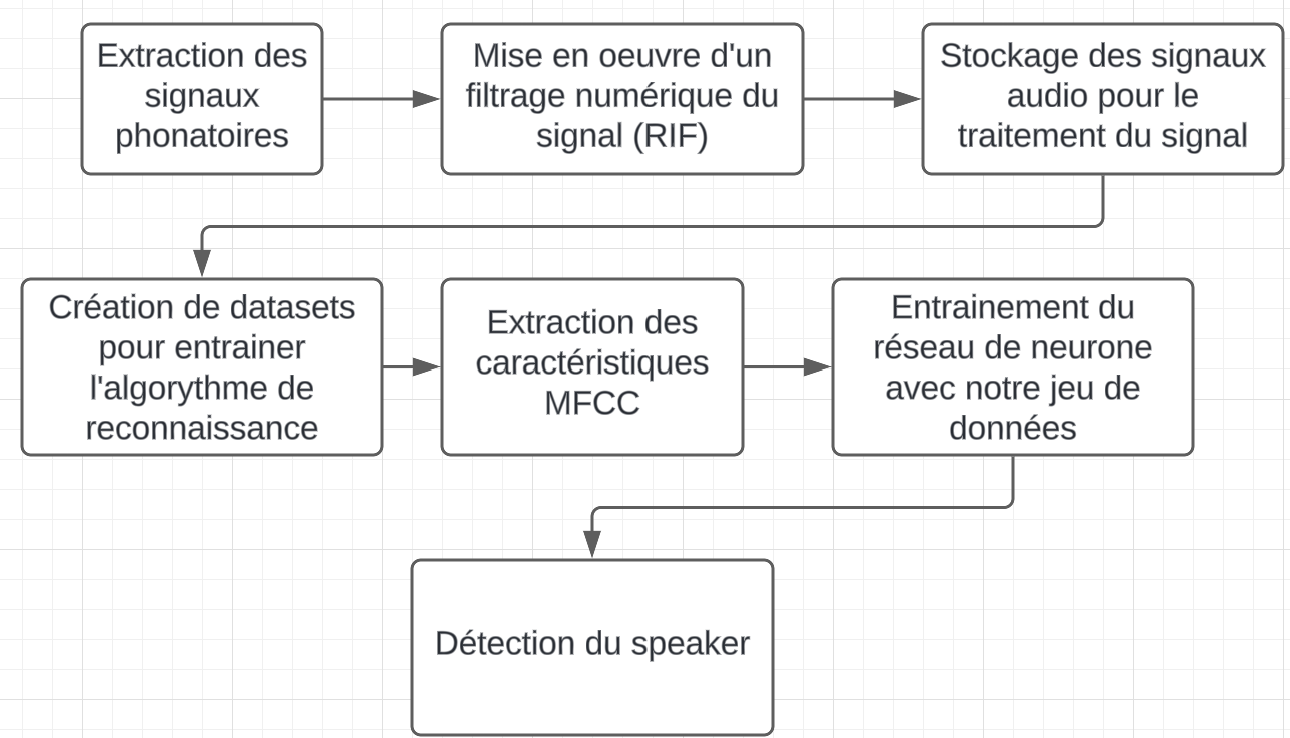 Extraction des
signaux
phonatoires
Mise en oeuvre d'un
filtrage numérique du
signal (RIF)
Stockage des signaux
audio pour le
traitement du signal
Création de datasets
pour entrainer
l'algorythme de
reconnaissance
Extraction des
caractéristiques
MFCC
Entrainement du
réseau de neurone
avec notre jeu de
données
Détection du speaker